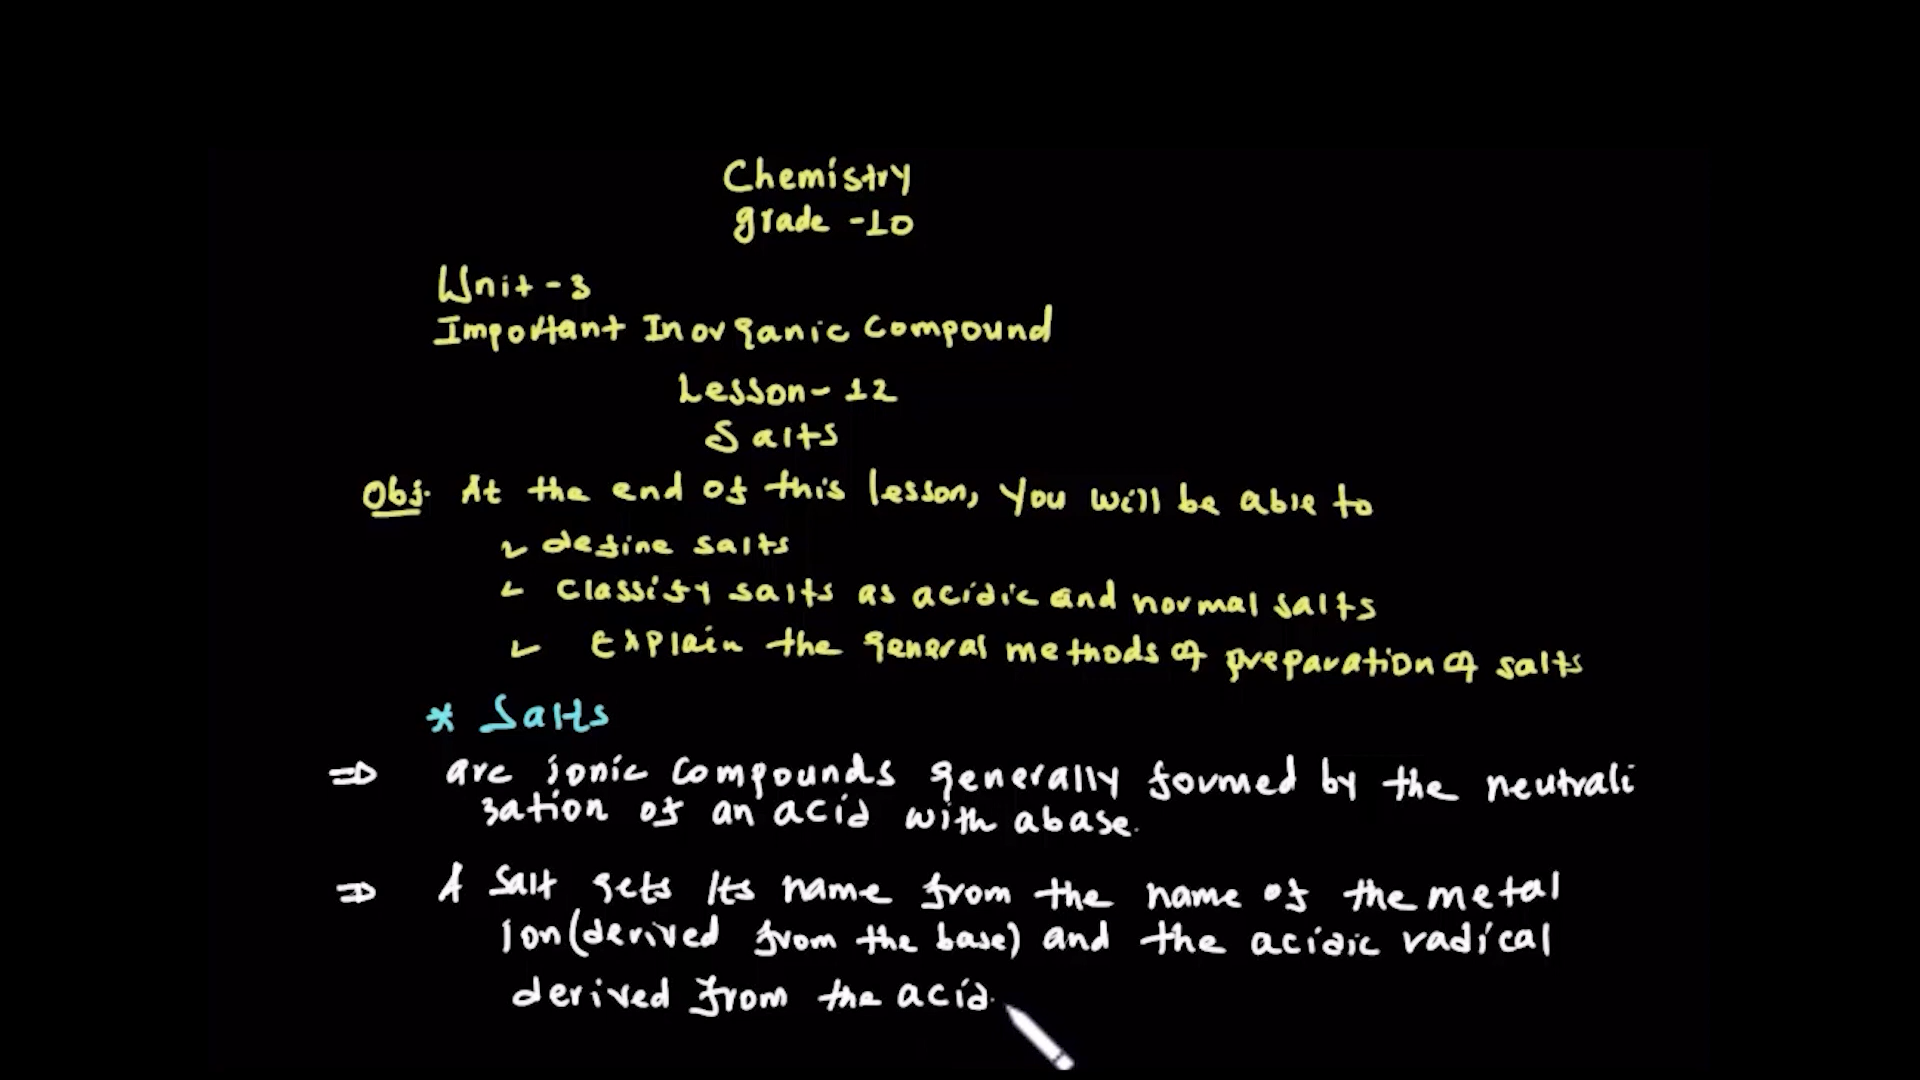 Chemistry
grade -10
Unit - 3
Important Inorganic Compound
Lesson - 12
Salts
Obj. At the end of this lesson, You will be able to
define salts
Classify salts as acidic and normal salts
Explain the general methods of preparation of salts
* Salts
⇒ are ionic compounds generally formed by the neutrali
zation of an acid with a base.
⇒ A Salt gets Its name from the name of the metal
Ion (derived from the base) and the acidic radical
derived from the acid.